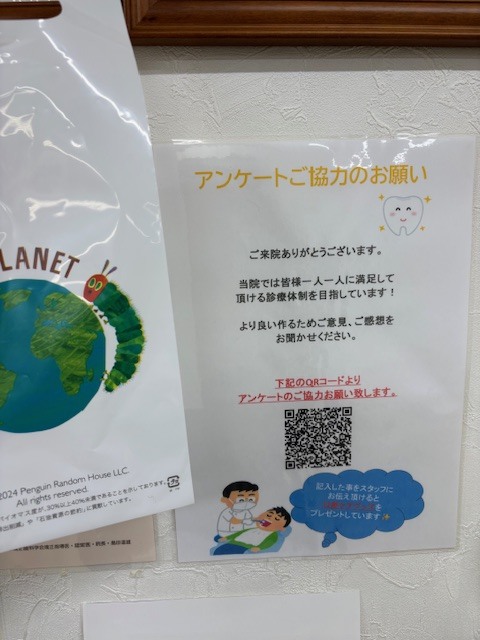 LANET
2024 Penguin Random House LLC.
All rights reserved.
アンケートご協力のお願い
ご来院ありがとうございます。
当院では皆様一人一人に満足して
頂ける診療体制を目指しています!
より良い作るためご意見、ご感想を
お聞かせください。
下記のQRコードより
アンケートのご協力お願い致します。
記入した事をスタッフに
お伝え頂けると
を
プレゼントしています